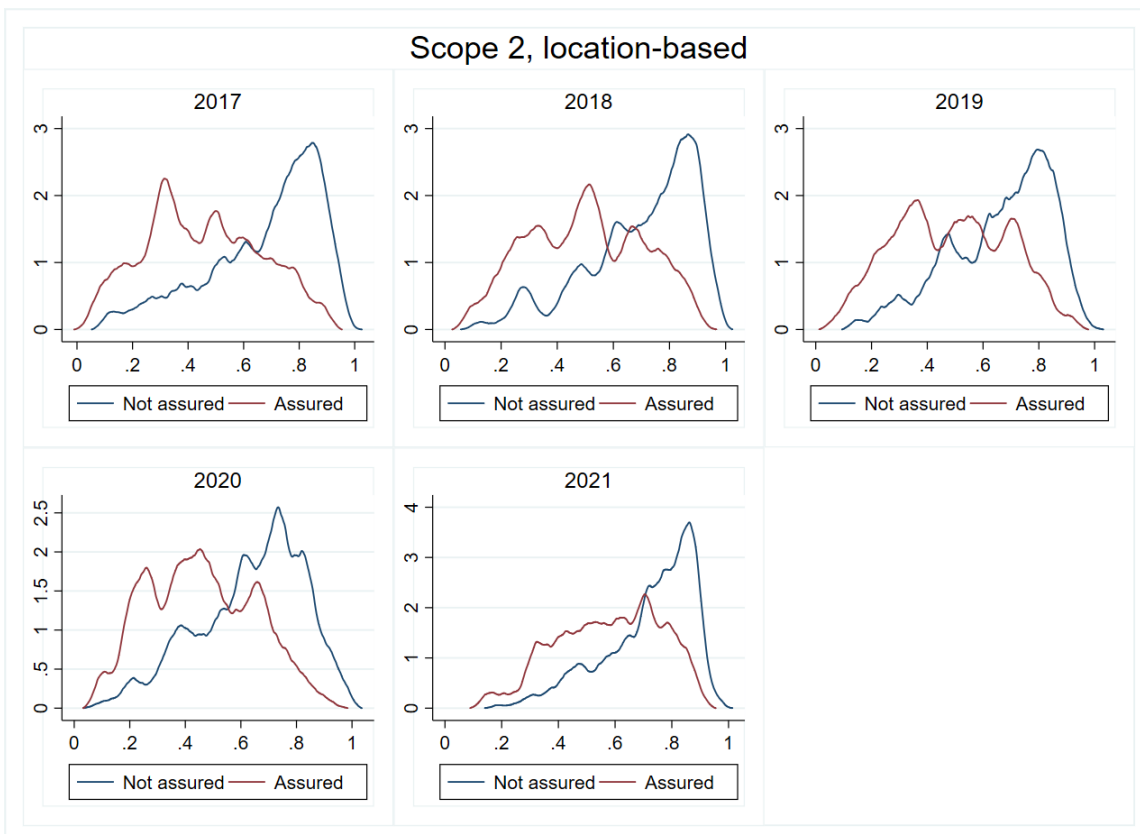 Scope 2, location-based
2017
3
2
1
0
0 .2 .4 .6 .8 1
Not assured Assured
2018
3
2
1
0
0 .2 .4 .6 .8 1
Not assured Assured
2019
3
2
1
0
0 .2 .4 .6 .8 1
Not assured Assured
2020
2.5
2
1.5
1
.5
0
0 .2 .4 .6 .8 1
Not assured Assured
2021
4
3
2
1
0
0 .2 .4 .6 .8 1
Not assured Assured